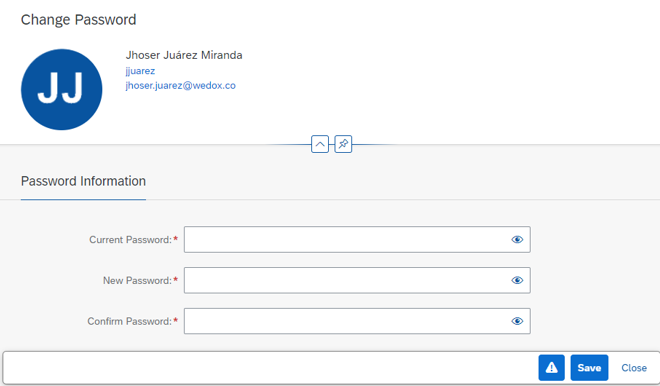 Change Password
JJ
Jhoser Juárez Miranda
jjuarez
jhoser.juarez@wedox.co
Password Information
Current Password:*
New Password:*
Confirm Password:*
Save
Close